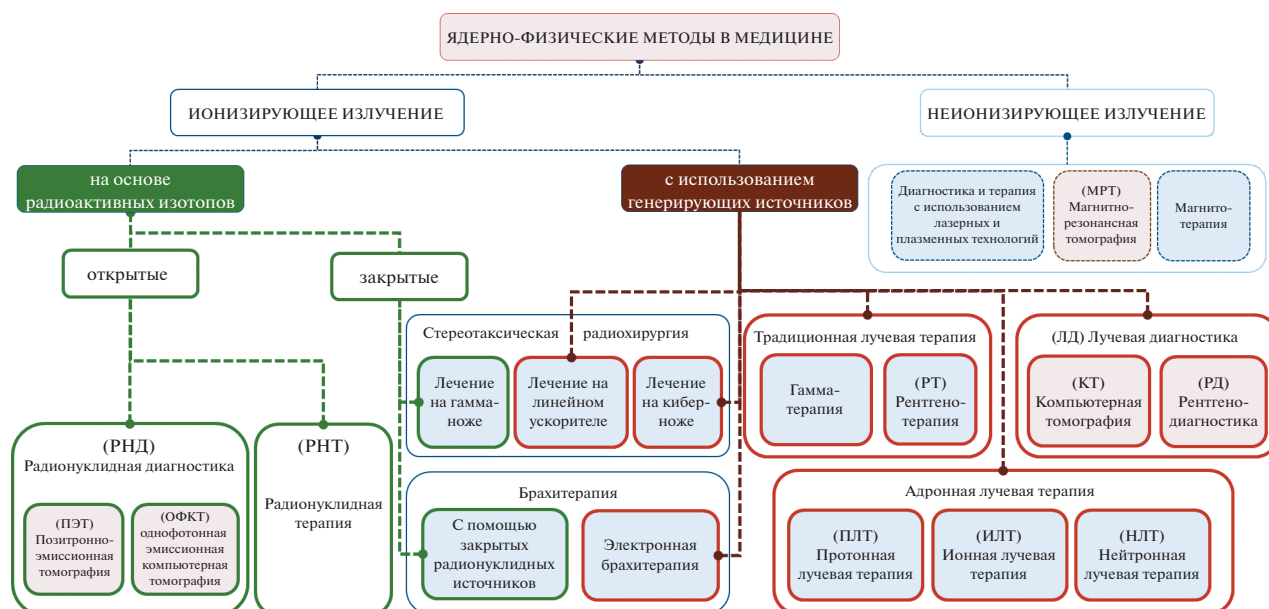 ЯДЕРНО-ФИЗИЧЕСКИЕ МЕТОДЫ В МЕДИЦИНЕ
ИОНИЗИРУЮЩЕЕ ИЗЛУЧЕНИЕ
НЕИОНИЗИРУЮЩЕЕ ИЗЛУЧЕНИЕ
на основе
радиоактивных изотопов
с использованием
генерирующих источников
Диагностика и терапия
с использованием
лазерных и
плазменных технологий
(МРТ)
Магнитно-
резонансная
томография
Магнито-
терапия
открытые
закрытые
Стереотаксическая радиохирургия
Лечение
на гамма-
ноже
Лечение на
линейном
ускорителе
Лечение
на кибер-
ноже
Традиционная лучевая терапия
Гамма-
терапия
(РТ)
Рентгено-
терапия
(ЛД) Лучевая диагностика
(КТ)
Компьютерная
томография
(РД)
Рентгено-
диагностика
(РНД)
Радионуклидная диагностика
(ПЭТ)
Позитронно-
эмиссионная
томография
(ОФКТ)
однофотонная
эмиссионная
компьютерная
томография
(РНТ)
Радионуклидная
терапия
Брахитерапия
С помощью
закрытых
радионуклидных
источников
Электронная
брахитерапия
Адронная лучевая терапия
(ПЛТ)
Протонная
лучевая терапия
(ИЛТ)
Ионная лучевая
терапия
(НЛТ)
Нейтронная
лучевая терапия